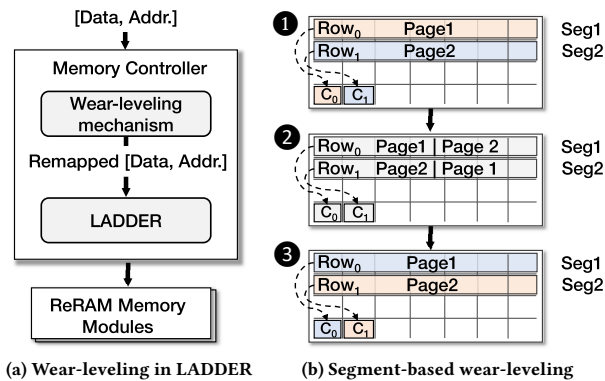 [Data, Addr.]
Memory Controller
Wear-leveling
mechanism
Remapped [Data, Addr.]
LADDER
ReRAM Memory
Modules
(a) Wear-leveling in LADDER
1
Row0 Page1 Seg1
Row1 Page2 Seg2
C0 C1
2
Row0 Page1 | Page 2 Seg1
Row1 Page2 | Page 1 Seg2
C0 C1
3
Row0 Page1 Seg1
Row1 Page2 Seg2
C0 C1
(b) Segment-based wear-leveling